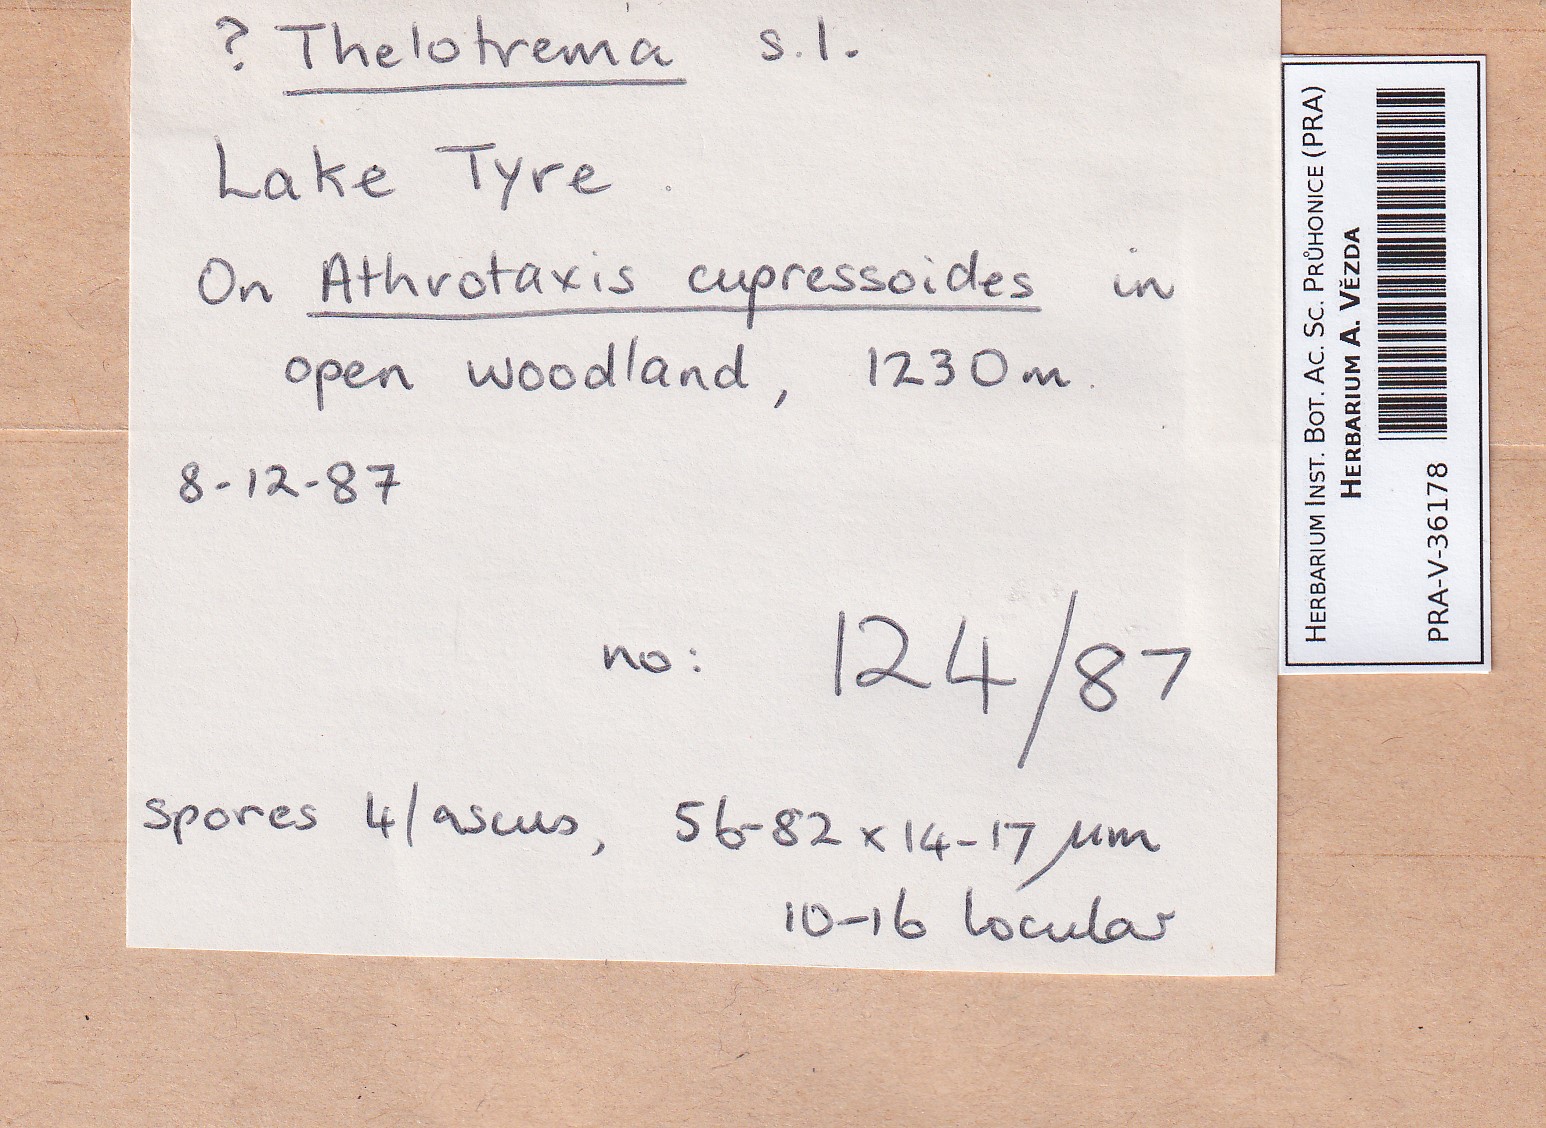 ? Thelotrema s.l.
Lake Tyre
On Athrotaxis cupressoides in
open woodland, 1230 m.
8-12-87
no: 124/87
spores 4/ascus, 56-82 x 14-17 µm
10-16 locular
HERBARIUM INST. BOT. AC. SC. PRŮHONICE (PRA)
HERBARIUM A. VĚZDA
PRA-V-36178